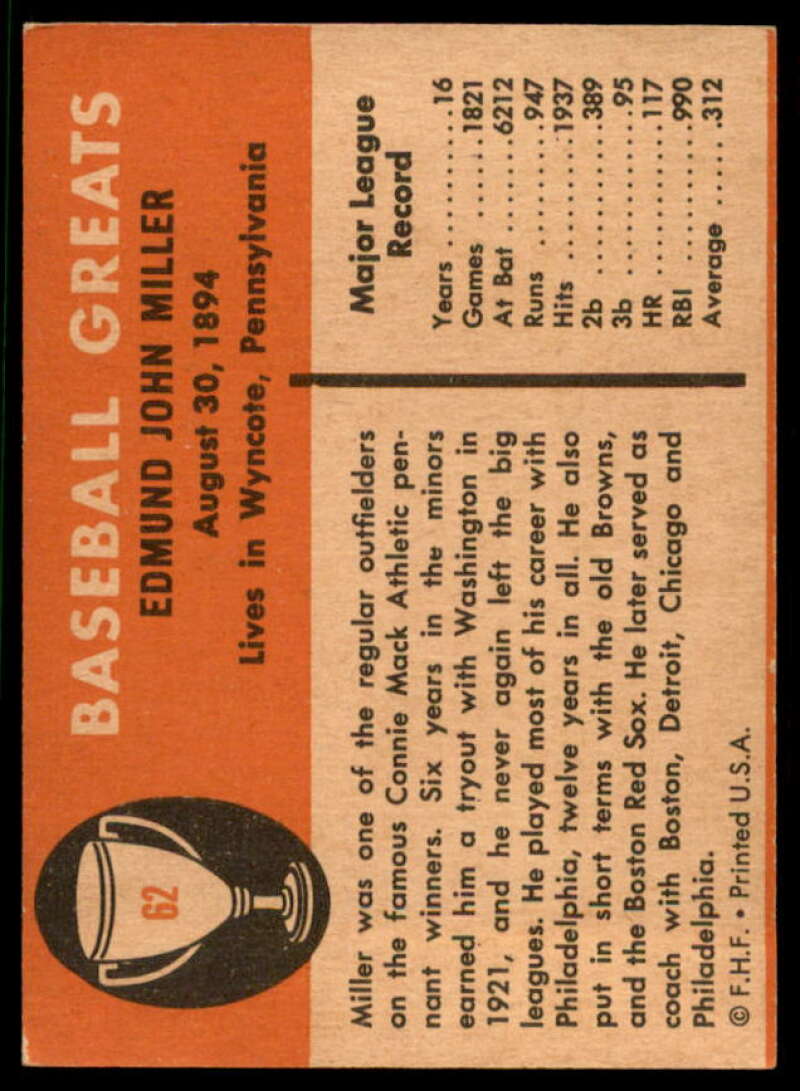 BASEBALL GREATS
EDMUND JOHN MILLER
August 30, 1894
Lives in Wyncote, Pennsylvania
62
Miller was one of the regular outfielders
on the famous Connie Mack Athletic pen-
nant winners. Six years in the minors
earned him a tryout with Washington in
1921, and he never again left the big
leagues. He played most of his career with
Philadelphia, twelve years in all. He also
put in short terms with the old Browns,
and the Boston Red Sox. He later served as
coach with Boston, Detroit, Chicago and
Philadelphia.
© F.H.F. • Printed U.S.A.
Major League
Record
Years ..........16
Games ......1821
At Bat ......6212
Runs ........947
Hits ........1937
2b ..........389
3b ..........95
HR ..........117
RBI ........990
Average .....312